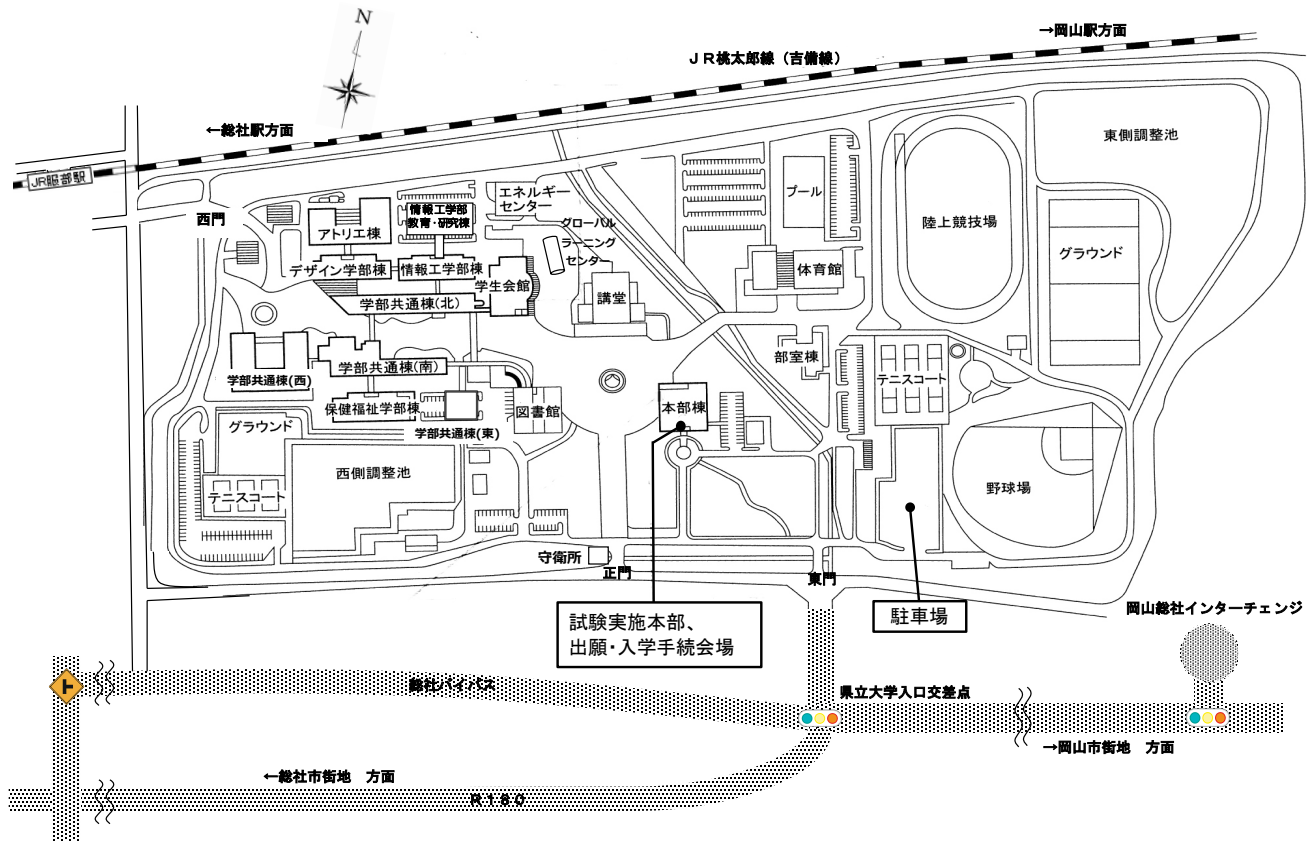 N
→岡山駅方面
JR桃太郎線（吉備線）
←総社駅方面
JR服部駅
東側調整池
西門
アトリエ棟
情報工学部
教育・研究棟
エネルギー
センター
グローバル
ラーニング
センター
プール
陸上競技場
グラウンド
デザイン学部棟
情報工学部棟
学生会館
体育館
学部共通棟(北)
講堂
学部共通棟(西)
学部共通棟(南)
部室棟
テニスコート
保健福祉学部棟
図書館
本部棟
グラウンド
学部共通棟(東)
西側調整池
テニスコート
野球場
守衛所
正門
東門
試験実施本部、
出願・入学手続会場
駐車場
岡山総社インターチェンジ
総社バイパス
県立大学入口交差点
→岡山市街地　方面
←総社市街地　方面
R180